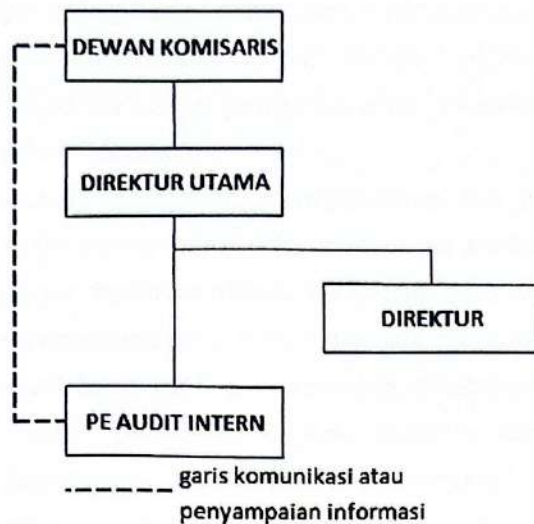 DEWAN KOMISARIS
DIREKTUR UTAMA
DIREKTUR
PE AUDIT INTERN
garis komunikasi atau
penyampaian informasi